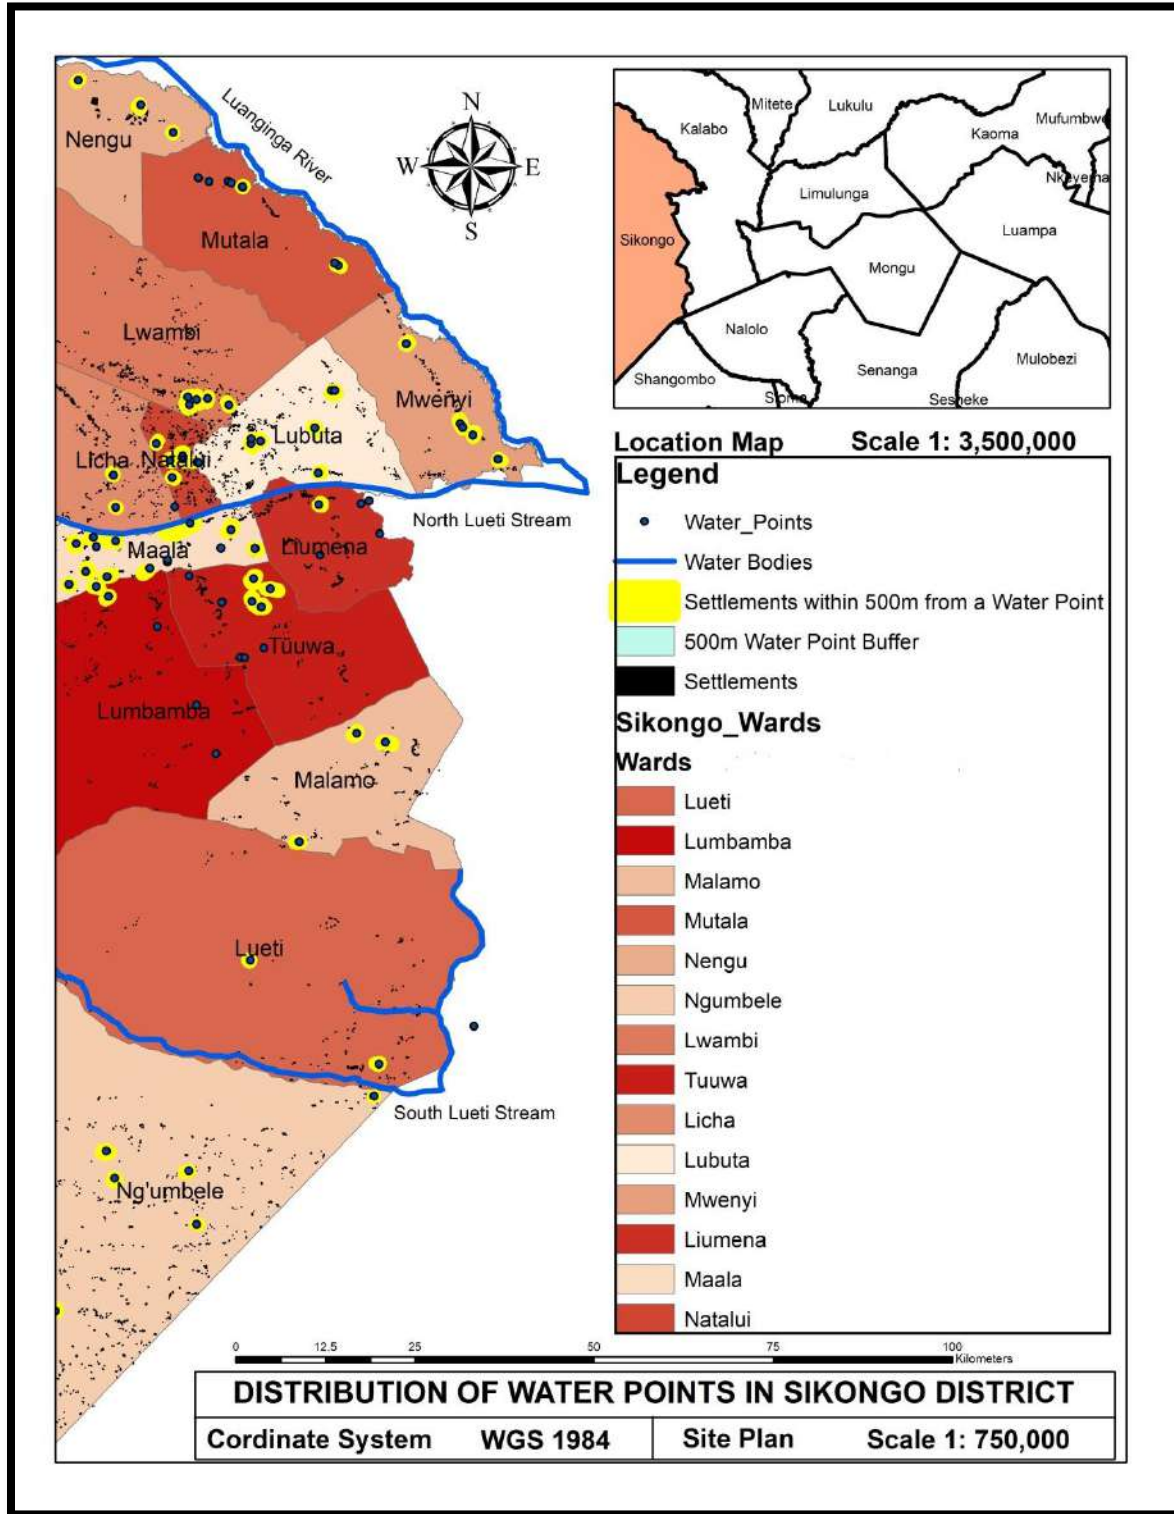 Nengu
Luanginga River
N
W
E
S
Mutala
Lwambi
Mwenyi
Lubuta
Licha
Natalui
North Lueti Stream
Maala
Liumena
Tuuwa
Lumbamba
Malamo
Lueti
South Lueti Stream
Ng'umbele
Mitete
Lukulu
Kalabo
Kaoma
Mufumbwe
Nkeyema
Limulunga
Luampa
Sikongo
Mongu
Nalolo
Mulobezi
Senanga
Shangombo
Sioma
Sesheke
Location Map Scale 1: 3,500,000
Legend
Water_Points
Water Bodies
Settlements within 500m from a Water Point
500m Water Point Buffer
Settlements
Sikongo_Wards
Wards
Lueti
Lumbamba
Malamo
Mutala
Nengu
Ngumbele
Lwambi
Tuuwa
Licha
Lubuta
Mwenyi
Liumena
Maala
Natalui
0 12.5 25 50 75 100
Kilometers
DISTRIBUTION OF WATER POINTS IN SIKONGO DISTRICT
Cordinate System WGS 1984 Site Plan Scale 1: 750,000